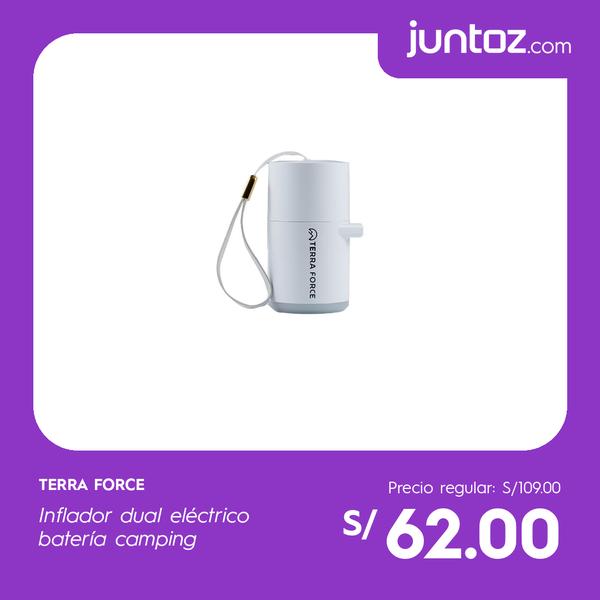 juntoz.com
TERRA FORCE
TERRA FORCE
Inflador dual eléctrico
batería camping
Precio regular: S/109.00
S/ 62.00